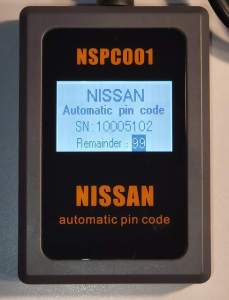 NSPC001
NISSAN
Automatic pin code
SN:10005102
Remainder : 99
NISSAN
automatic pin code